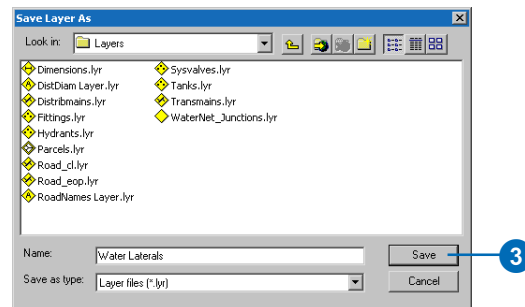 Save Layer As
Look in: Layers
Dimensions.lyr
DistDiam Layer.lyr
Distribmains.lyr
Fittings.lyr
Hydrants.lyr
Parcels.lyr
Road_cl.lyr
Road_eop.lyr
RoadNames Layer.lyr
Sysvalves.lyr
Tanks.lyr
Transmains.lyr
WaterNet_Junctions.lyr
Name: Water Laterals
Save
3
Save as type: Layer files (*.lyr)
Cancel